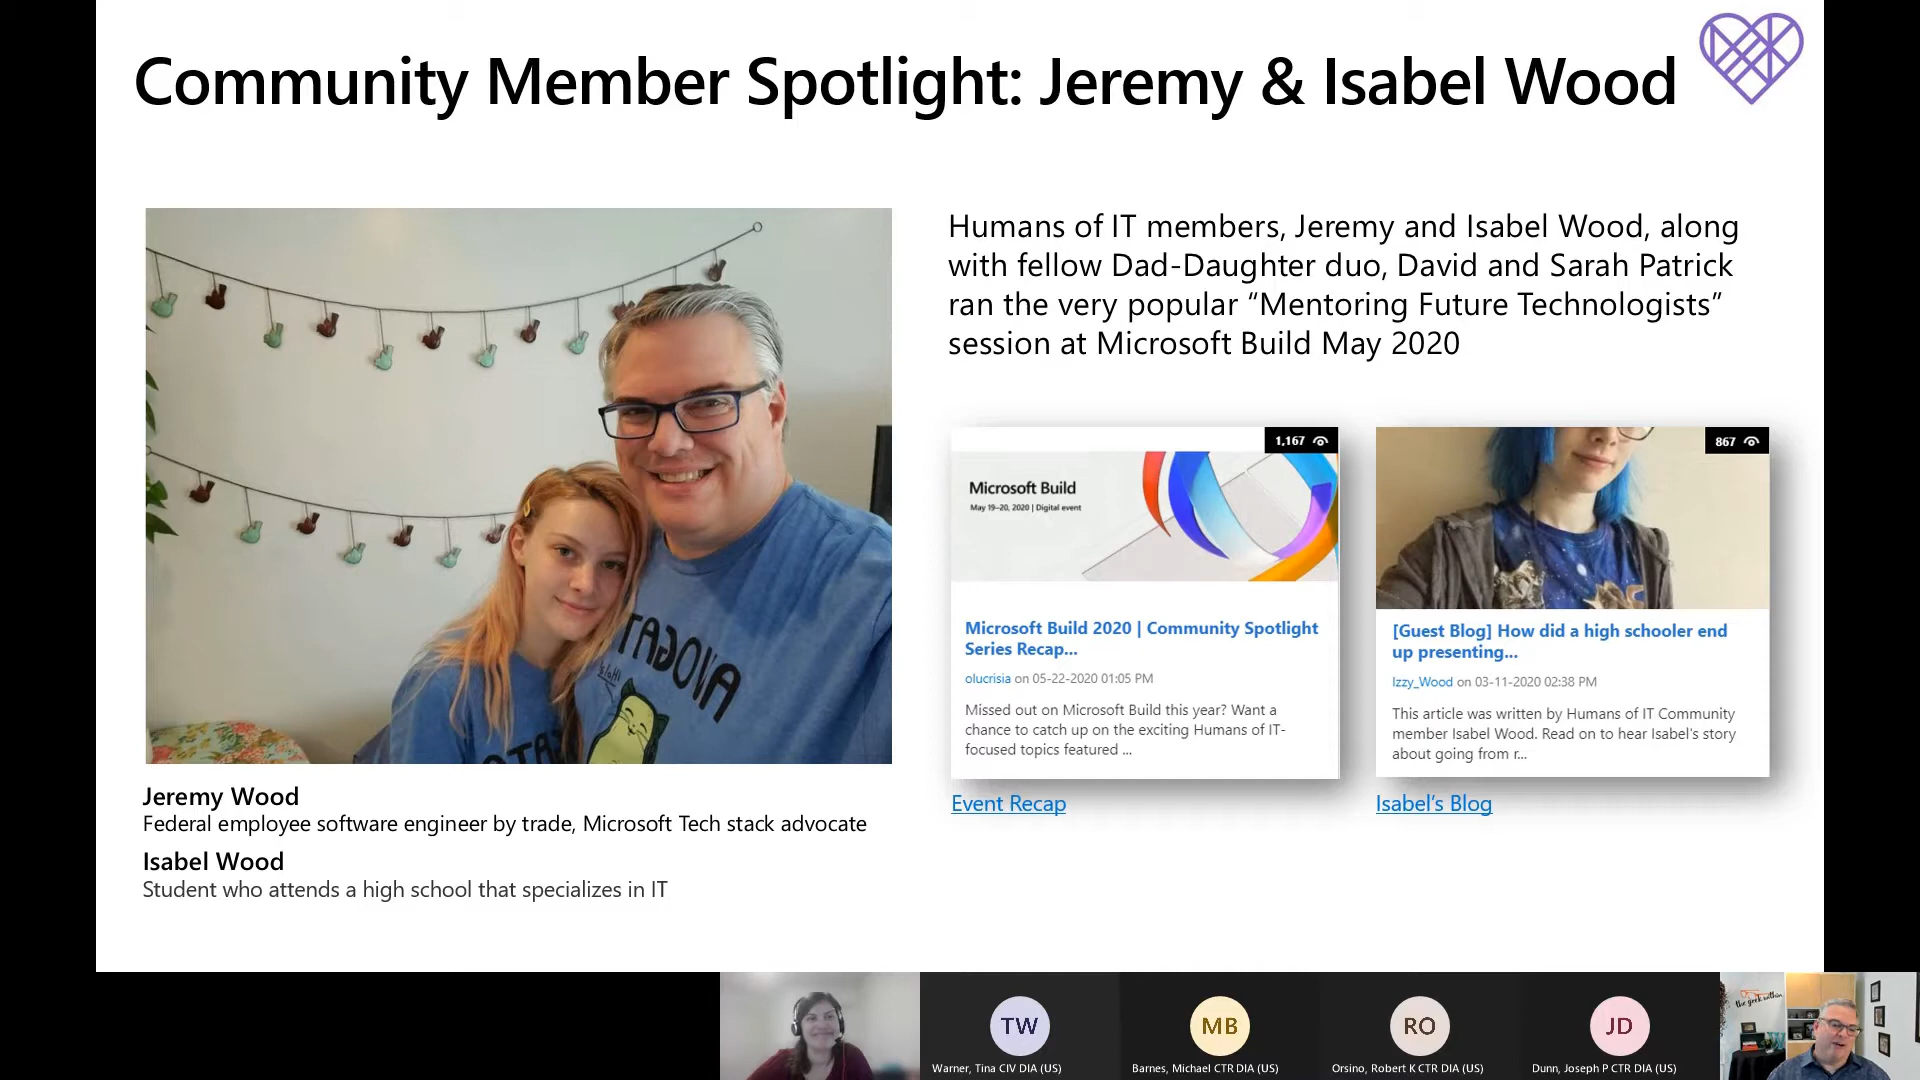 Community Member Spotlight: Jeremy & Isabel Wood
Humans of IT members, Jeremy and Isabel Wood, along
with fellow Dad-Daughter duo, David and Sarah Patrick
ran the very popular “Mentoring Future Technologists”
session at Microsoft Build May 2020
AVOGATO
1,167
Microsoft Build
May 19–20, 2020 | Digital event
Microsoft Build 2020 | Community Spotlight
Series Recap...
olucrisia on 05-22-2020 01:05 PM
Missed out on Microsoft Build this year? Want a
chance to catch up on the exciting Humans of IT-
focused topics featured ...
Event Recap
867
[Guest Blog] How did a high schooler end
up presenting...
Izzy_Wood on 03-11-2020 02:38 PM
This article was written by Humans of IT Community
member Isabel Wood. Read on to hear Isabel's story
about going from r...
Isabel’s Blog
Jeremy Wood
Federal employee software engineer by trade, Microsoft Tech stack advocate
Isabel Wood
Student who attends a high school that specializes in IT
TW
Warner, Tina CIV DIA (US)
MB
Barnes, Michael CTR DIA (US)
RO
Orsino, Robert K CTR DIA (US)
JD
Dunn, Joseph P CTR DIA (US)
the geek within